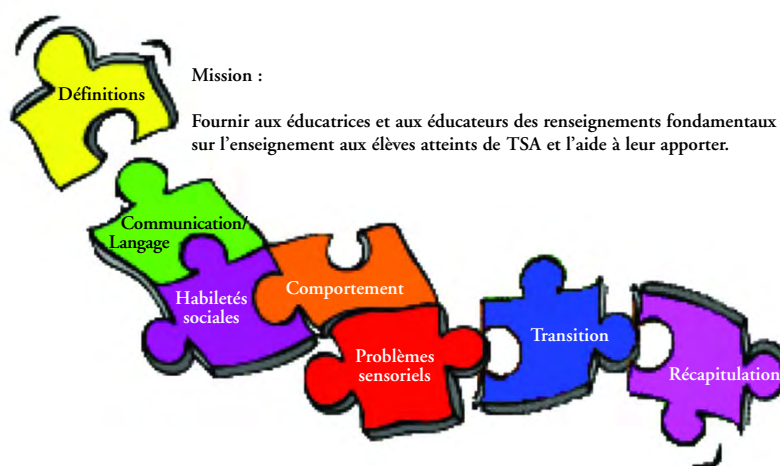 Mission :
Définitions
Fournir aux éducatrices et aux éducateurs des renseignements fondamentaux
sur l'enseignement aux élèves atteints de TSA et l'aide à leur apporter.
Communication/
Langage
Habiletés
sociales
Comportement
Problèmes
sensoriels
Transition
Récapitulation